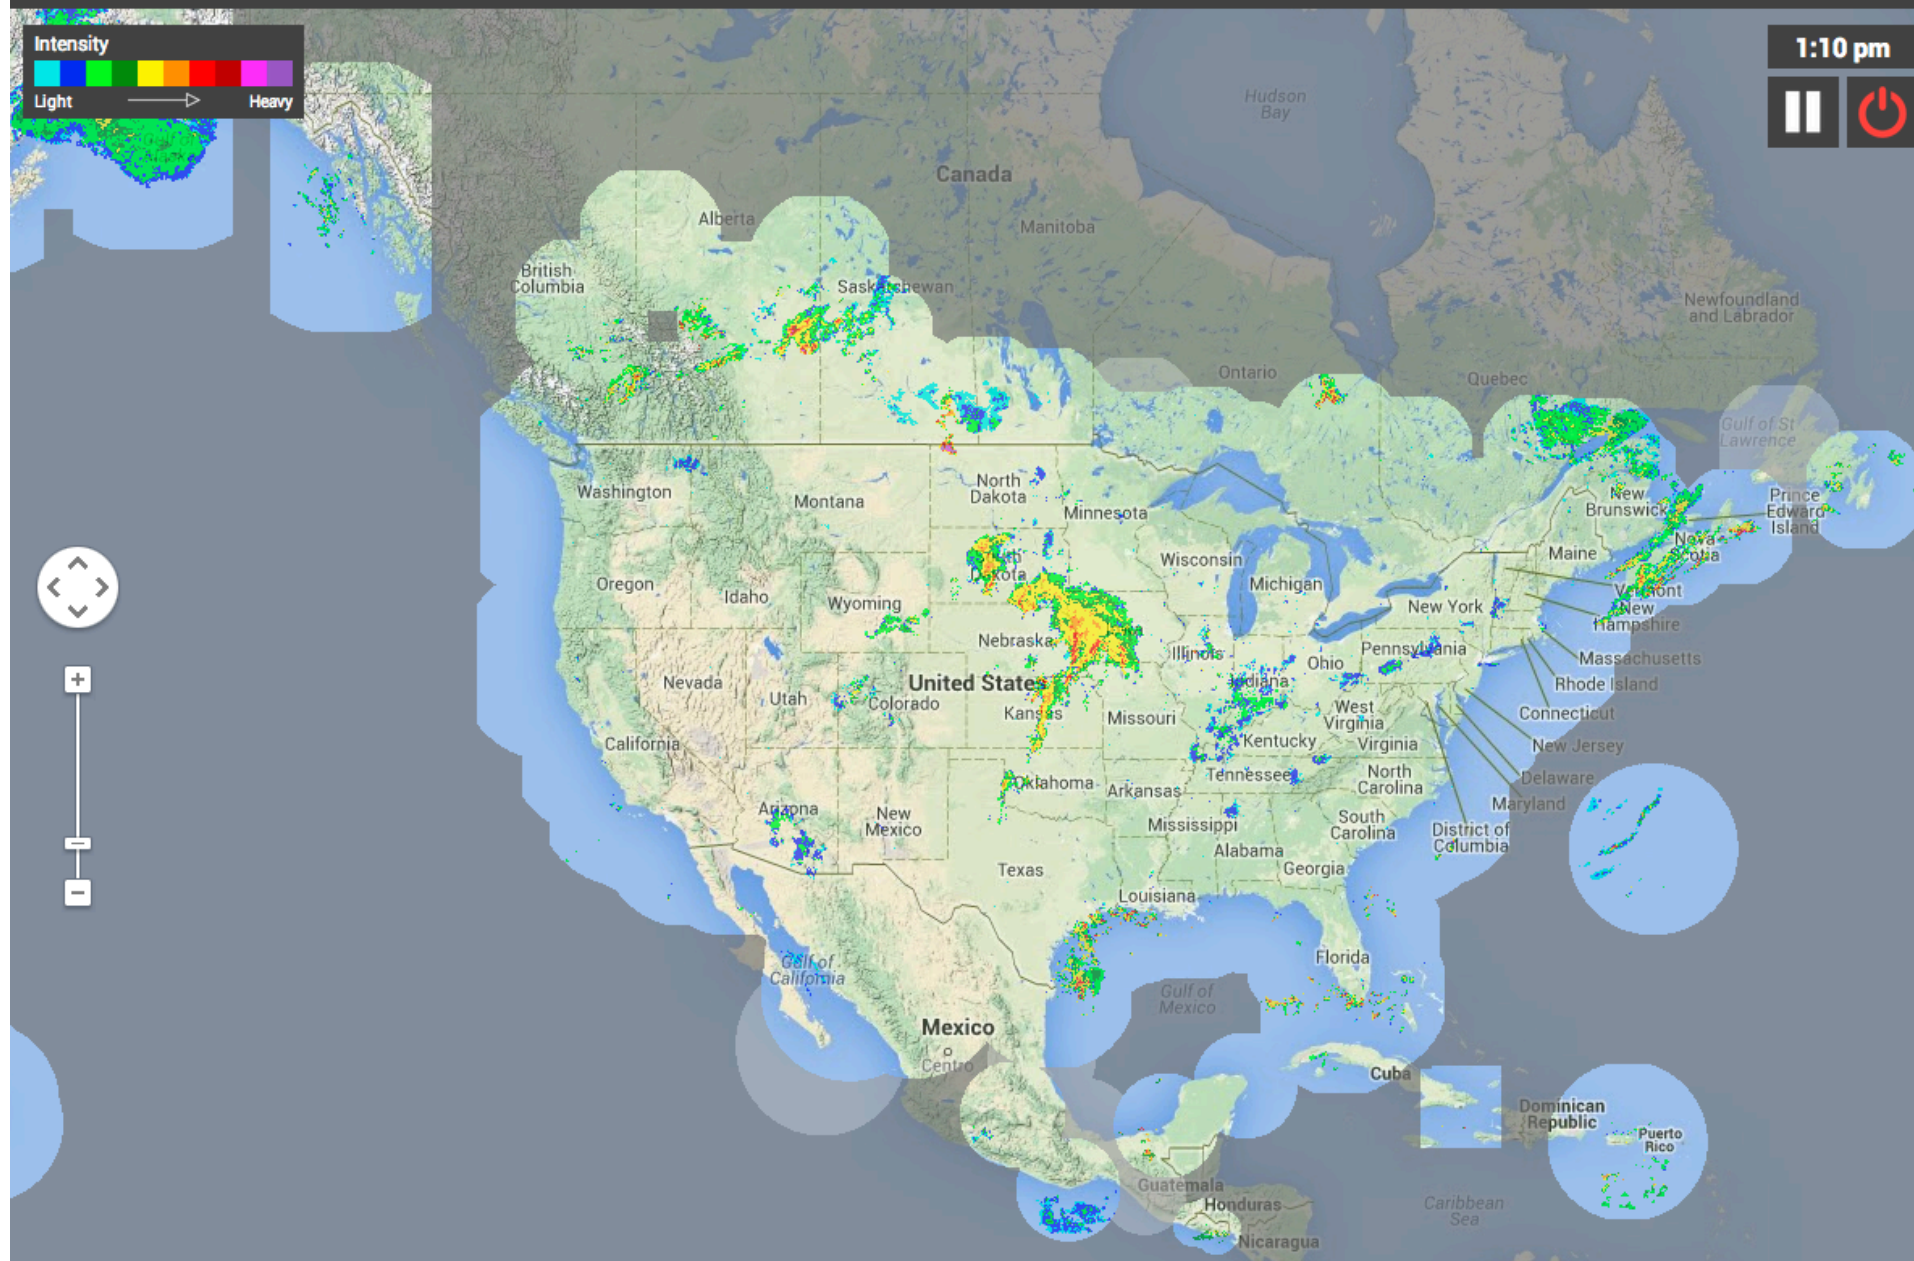 Intensity
Light
Heavy
1:10 pm
Hudson
Bay
Canada
Alberta
Manitoba
British
Columbia
Saskatchewan
Newfoundland
and Labrador
Ontario
Quebec
Gulf of St
Lawrence
Washington
Montana
North
Dakota
Minnesota
New
Brunswick
Prince
Edward
Island
Nova
Scotia
Maine
Wisconsin
Michigan
South
Dakota
Oregon
Idaho
Wyoming
New York
Vermont
New
Hampshire
Nebraska
Iowa
Illinois
Ohio
Pennsylvania
Massachusetts
Nevada
Utah
United States
Colorado
Indiana
Rhode Island
Kansas
Missouri
West
Virginia
Connecticut
California
Kentucky
Virginia
New Jersey
Oklahoma
Arkansas
Tennessee
North
Carolina
Delaware
Arizona
New
Mexico
Maryland
Mississippi
South
Carolina
District of
Columbia
Alabama
Georgia
Texas
Louisiana
Florida
Gulf of
California
Gulf of
Mexico
Mexico
Centro
Cuba
Dominican
Republic
Puerto
Rico
Guatemala
Honduras
Caribbean
Sea
Nicaragua